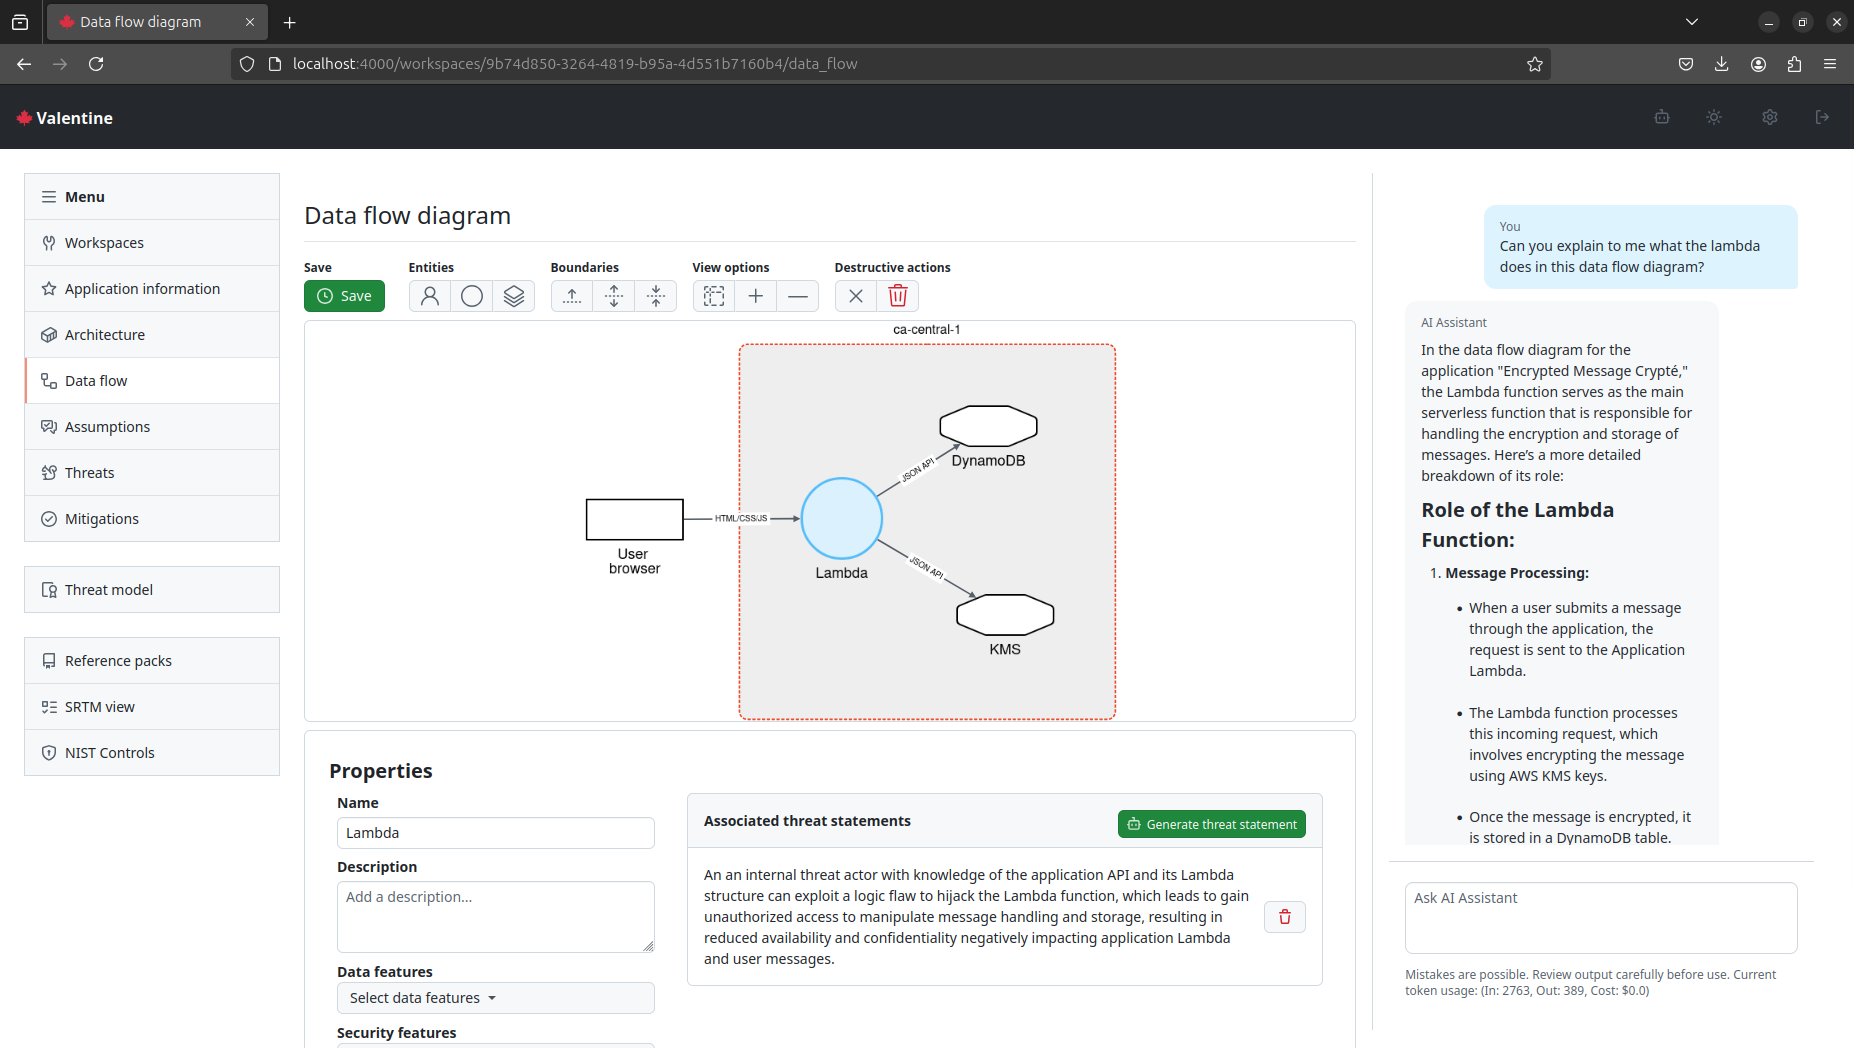 Data flow diagram
localhost:4000/workspaces/9b74d850-3264-4819-b95a-4d551b7160b4/data_flow
Valentine
Menu
Workspaces
Application information
Architecture
Data flow
Assumptions
Threats
Mitigations
Threat model
Reference packs
SRTM view
NIST Controls
Data flow diagram
Save
Entities
Boundaries
View options
Destructive actions
Save
ca-central-1
DynamoDB
JSON API
HTML/CSS/JS
User
browser
Lambda
JSON API
KMS
Properties
Name
Lambda
Description
Add a description...
Data features
Select data features
Security features
Associated threat statements
Generate threat statement
An an internal threat actor with knowledge of the application API and its Lambda
structure can exploit a logic flaw to hijack the Lambda function, which leads to gain
unauthorized access to manipulate message handling and storage, resulting in
reduced availability and confidentiality negatively impacting application Lambda
and user messages.
You
Can you explain to me what the lambda
does in this data flow diagram?
AI Assistant
In the data flow diagram for the
application "Encrypted Message Crypté,"
the Lambda function serves as the main
serverless function that is responsible for
handling the encryption and storage of
messages. Here's a more detailed
breakdown of its role:
Role of the Lambda
Function:
1. Message Processing:
• When a user submits a message
through the application, the
request is sent to the Application
Lambda.
• The Lambda function processes
this incoming request, which
involves encrypting the message
using AWS KMS keys.
• Once the message is encrypted, it
is stored in a DynamoDB table.
Ask AI Assistant
Mistakes are possible. Review output carefully before use. Current
token usage: (In: 2763, Out: 389, Cost: $0.0)